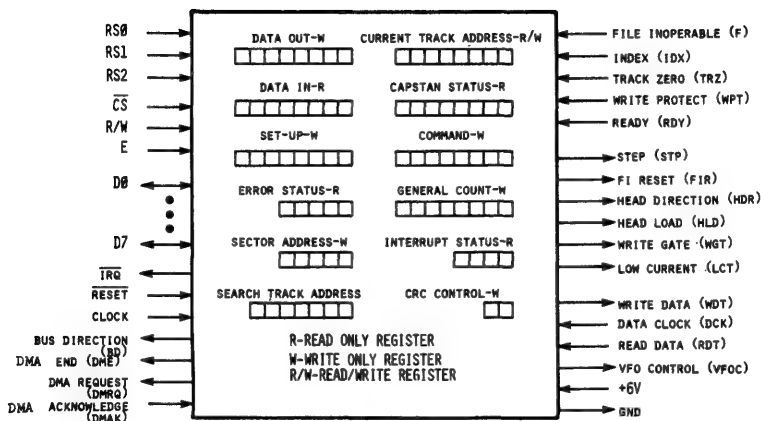 RSØ
RS1
RS2
CS
R/W
E
DØ
D7
IRQ
RESET
CLOCK
BUS DIRECTION
(BD)
DMA END (DME)
DMA REQUEST
(DMRQ)
DMA ACKNOWLEDGE
(DMAK)
DATA OUT-W
CURRENT TRACK ADDRESS-R/W
DATA IN-R
CAPSTAN STATUS-R
SET-UP-W
COMMAND-W
ERROR STATUS-R
GENERAL COUNT-W
SECTOR ADDRESS-W
INTERRUPT STATUS-R
SEARCH TRACK ADDRESS
CRC CONTROL-W
R-READ ONLY REGISTER
W-WRITE ONLY REGISTER
R/W-READ/WRITE REGISTER
FILE INOPERABLE (F)
INDEX (IDX)
TRACK ZERO (TRZ)
WRITE PROTECT (WPT)
READY (RDY)
STEP (STP)
FI RESET (FIR)
HEAD DIRECTION (HDR)
HEAD LOAD (HLD)
WRITE GATE (WGT)
LOW CURRENT (LCT)
WRITE DATA (WDT)
DATA CLOCK (DCK)
READ DATA (RDT)
VFO CONTROL (VFOC)
+6V
GND